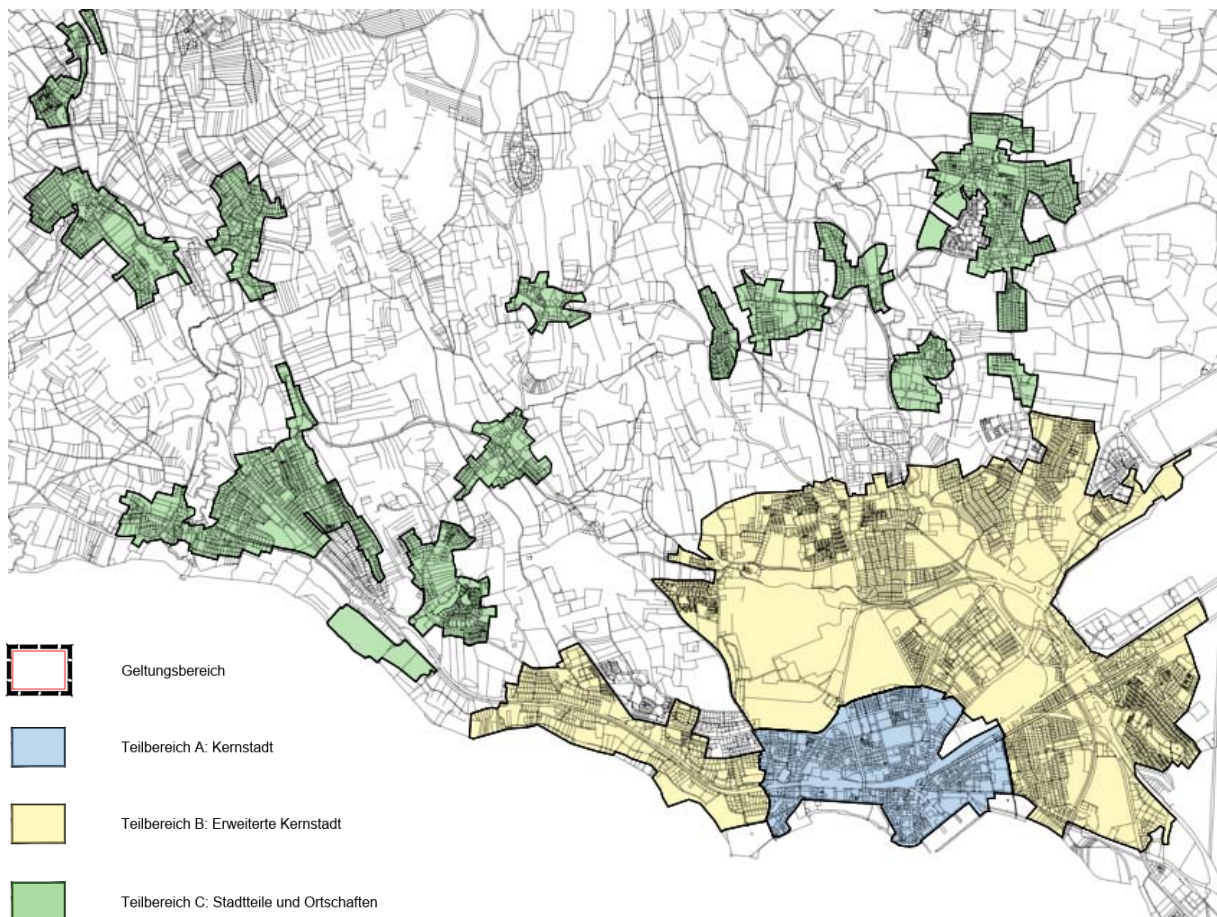 Geltungsbereich
Teilbereich A: Kernstadt
Teilbereich B: Erweiterte Kernstadt
Teilbereich C: Stadtteile und Ortschaften